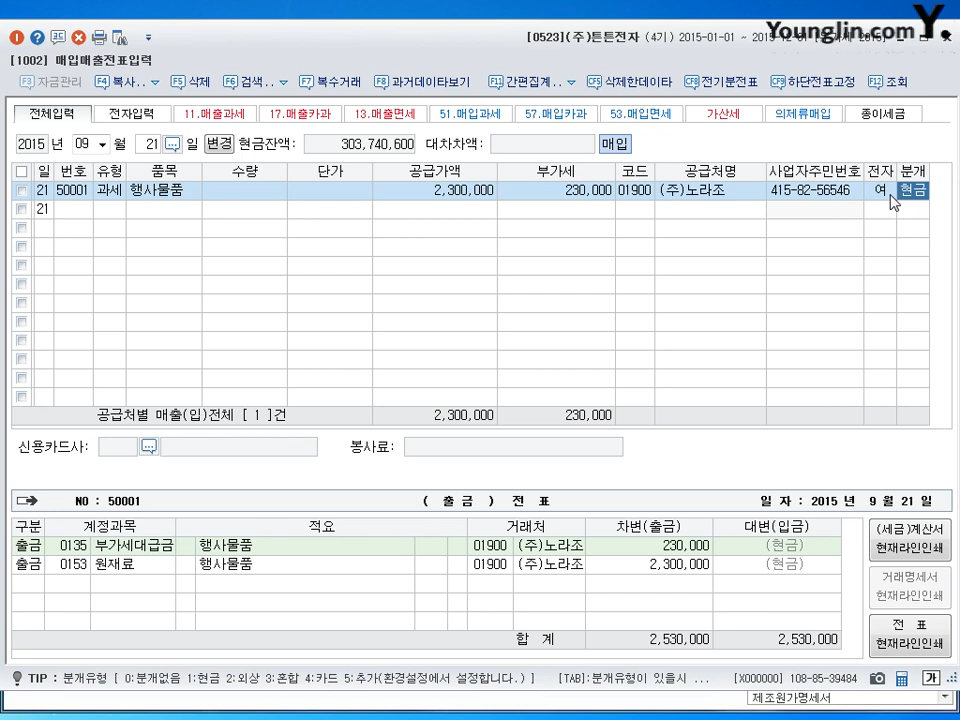 Younglin.com Y.
[0523](주)튼튼전자 (4기) 2015-01-01 ~
[1002] 매입매출전표입력
F3 자금관리 F4 복사.. F5 삭제 F6 검색.. F7 복수거래 F8 과거데이타보기 F11 간편집계.. CF5 삭제한데이타 CF8 전기분전표 CF9 하단전표고정 F12 조회
전체입력 전자입력 11.매출과세 17.매출카과 13.매출면세 51.매입과세 57.매입카과 53.매입면세 가산세 의제류매입 종이세금
2015 년 09 월 21 일 변경 현금잔액: 303,740,600 대차차액: 매입
일 번호 유형 품목 수량 단가 공급가액 부가세 코드 공급처명 사업자주민번호 전자 분개
21 50001 과세 행사물품 2,300,000 230,000 01900 (주)노라조 415-82-56546 여 현금
21
공급처별 매출(입)전체 [ 1 ]건 2,300,000 230,000
신용카드사: 봉사료:
NO : 50001 ( 출 금 ) 전 표 일 자 : 2015 년 9 월 21 일
구분 계정과목 적요 거래처 차변(출금) 대변(입금)
출금 0135 부가세대급금 행사물품 01900 (주)노라조 230,000 (현금)
출금 0153 원재료 행사물품 01900 (주)노라조 2,300,000 (현금)
합 계 2,530,000 2,530,000
(세금)계산서
현재라인인쇄
거래명세서
현재라인인쇄
전 표
현재라인인쇄
TIP : 분개유형 [ 0:분개없음 1:현금 2:외상 3:혼합 4:카드 5:추가(환경설정에서 설정합니다.) ] [TAB]:분개유형이 있을시 ... [X000000] 108-85-39484 가
제조원가명세서